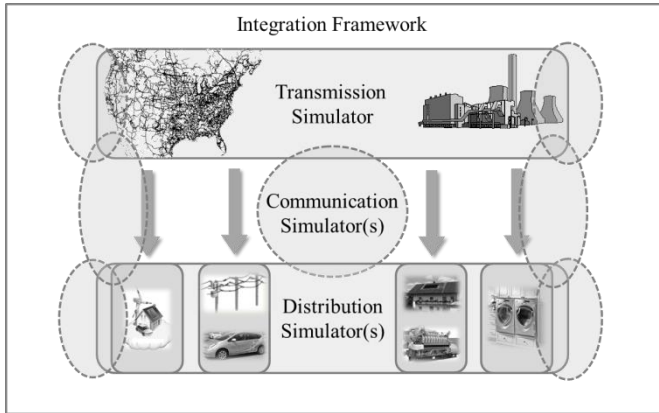 Integration Framework
Transmission
Simulator
Communication
Simulator(s)
Distribution
Simulator(s)